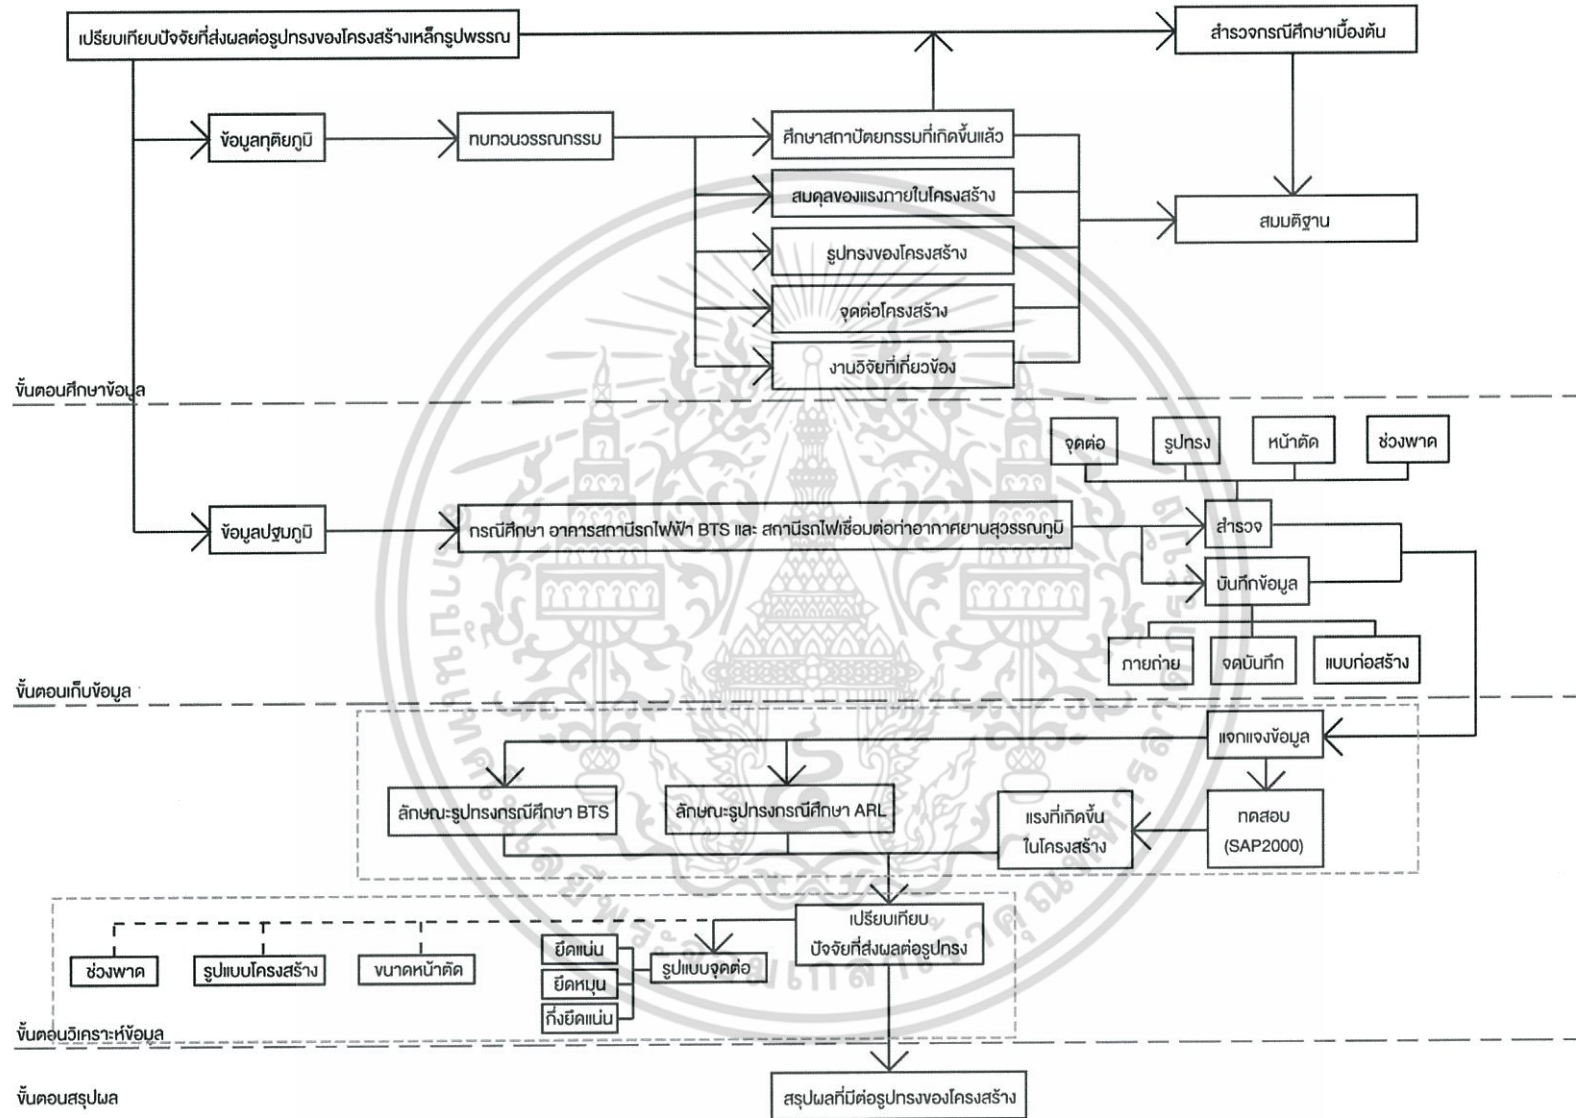 เปรียบเทียบปัจจัยที่ส่งผลต่อรูปทรงของโครงสร้างเหล็กรูปพรรณ
สำรวจกรณีศึกษาเบื้องต้น
ข้อมูลทุติยภูมิ
ทบทวนวรรณกรรม
ศึกษาสถาปัตยกรรมที่เกิดขึ้นแล้ว
สมดุลของแรงภายในโครงสร้าง
สมมติฐาน
รูปทรงของโครงสร้าง
จุดต่อโครงสร้าง
งานวิจัยที่เกี่ยวข้อง
ขั้นตอนศึกษาข้อมูล
จุดต่อ
รูปทรง
หน้าตัด
ช่วงพาด
ข้อมูลปฐมภูมิ
กรณีศึกษา อาคารสถานีรถไฟฟ้า BTS และ สถานีรถไฟเชื่อมต่อท่าอากาศยานสุวรรณภูมิ
สำรวจ
บันทึกข้อมูล
ภายถ่าย
จดบันทึก
แบบก่อสร้าง
ขั้นตอนเก็บข้อมูล
แจกแจงข้อมูล
ลักษณะรูปทรงกรณีศึกษา BTS
ลักษณะรูปทรงกรณีศึกษา ARL
แรงที่เกิดขึ้น
ในโครงสร้าง
ทดสอบ
(SAP2000)
เปรียบเทียบ
ปัจจัยที่ส่งผลต่อรูปทรง
ช่วงพาด
รูปแบบโครงสร้าง
ขนาดหน้าตัด
ยึดแน่น
ยึดหมุน
กึ่งยึดแน่น
รูปแบบจุดต่อ
ขั้นตอนวิเคราะห์ข้อมูล
ขั้นตอนสรุปผล
สรุปผลที่มีต่อรูปทรงของโครงสร้าง